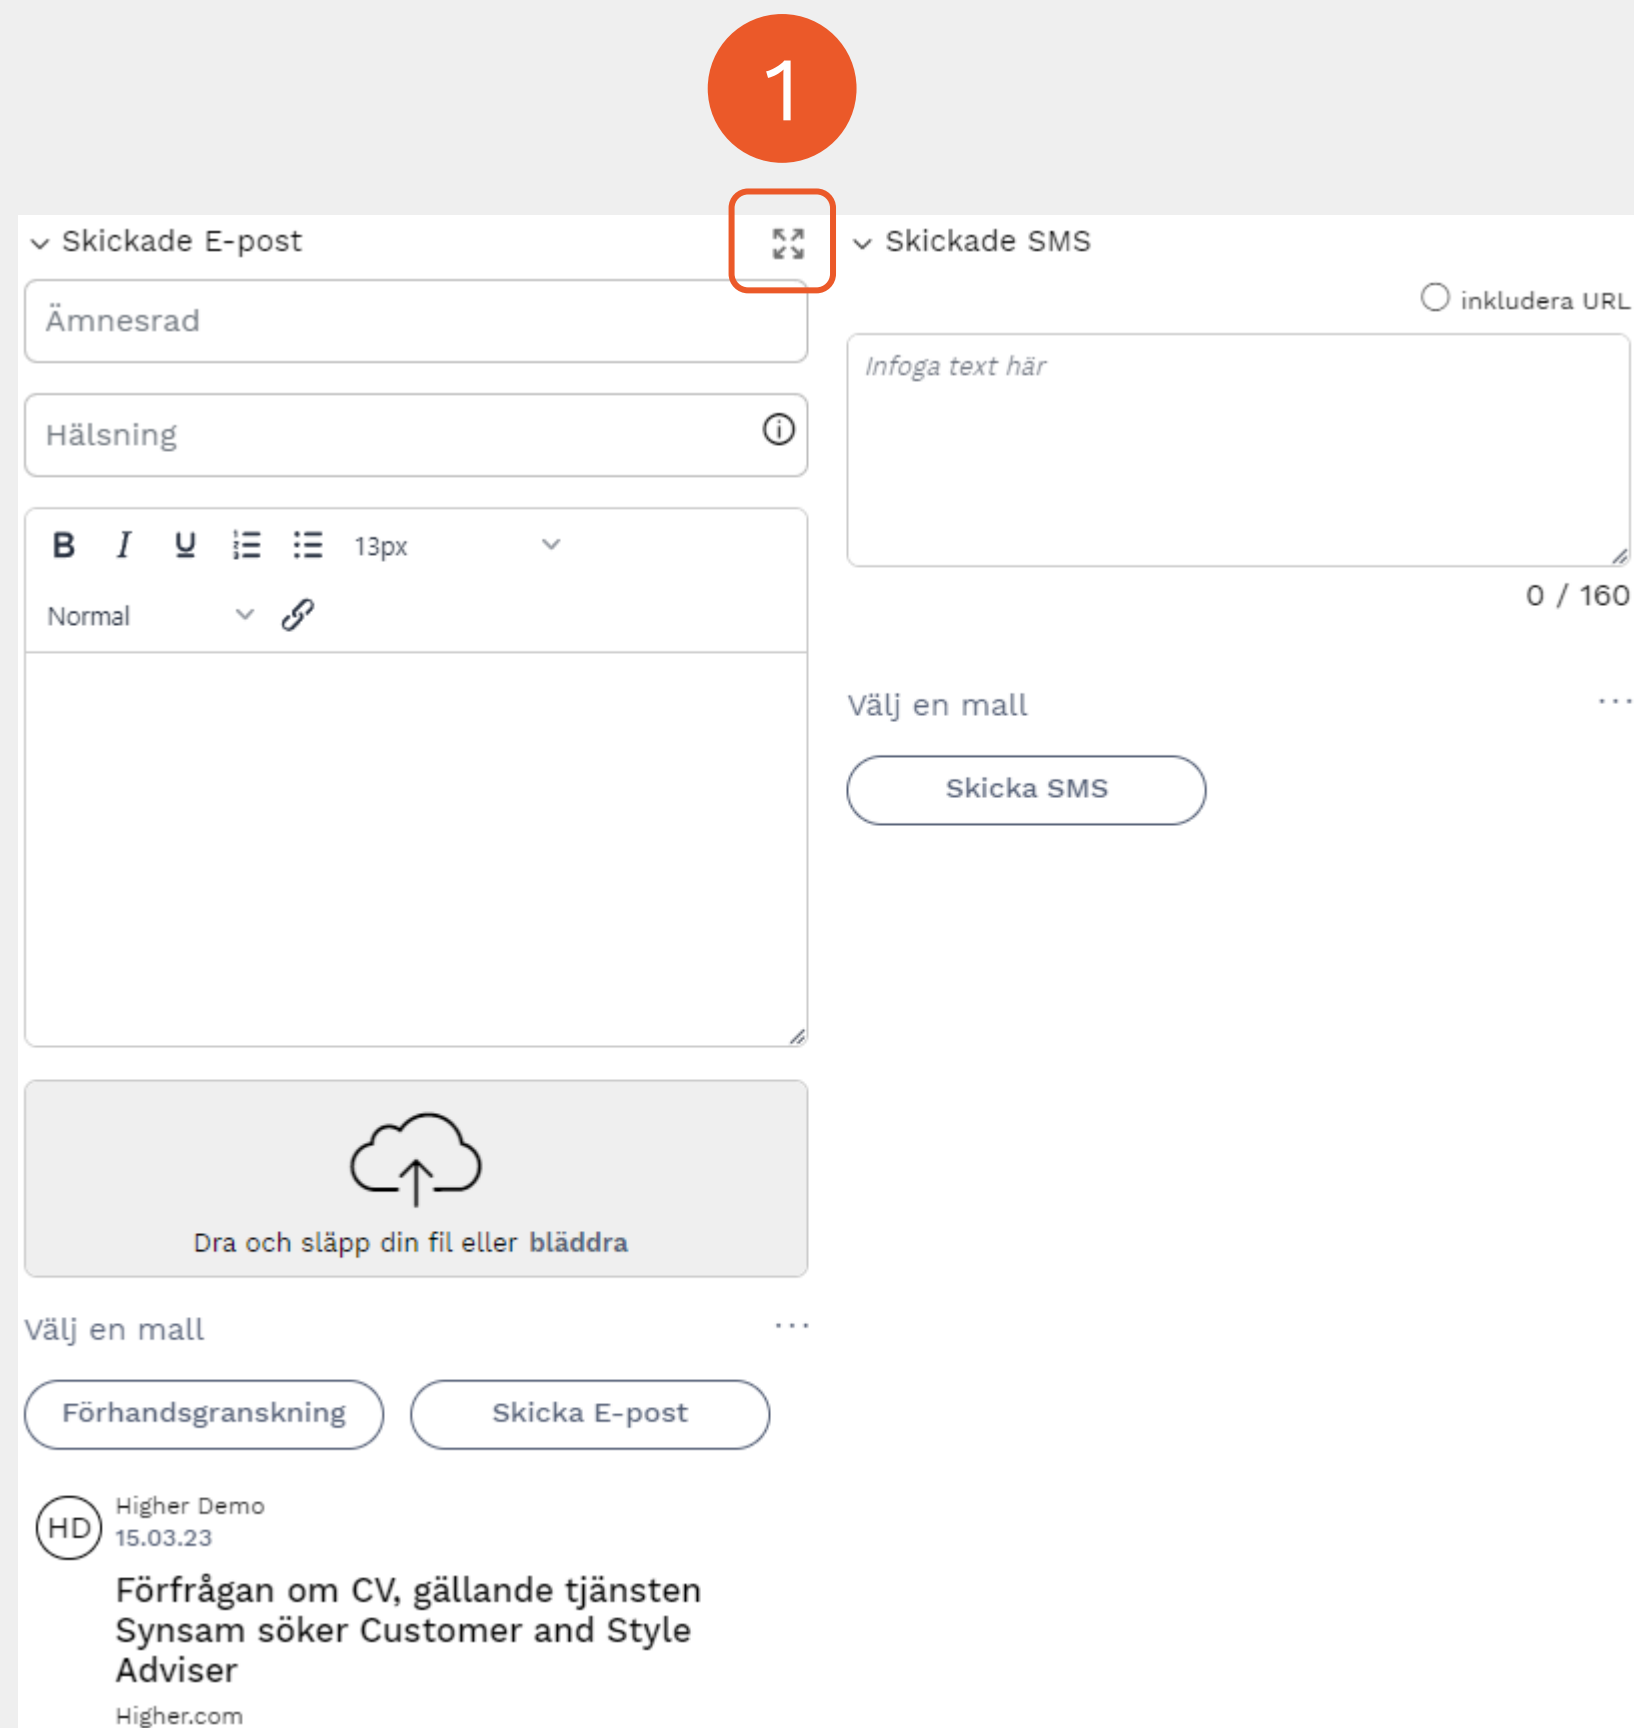 1
Skickade E-post
Ämnesrad
Hälsning
B I U 13px
Normal
Dra och släpp din fil eller bläddra
Välj en mall
...
Förhandsgranskning
Skicka E-post
HD
Higher Demo
15.03.23
Förfrågan om CV, gällande tjänsten
Synsam söker Customer and Style
Adviser
Higher.com
Skickade SMS
inkludera URL
Infoga text här
0 / 160
Välj en mall
...
Skicka SMS